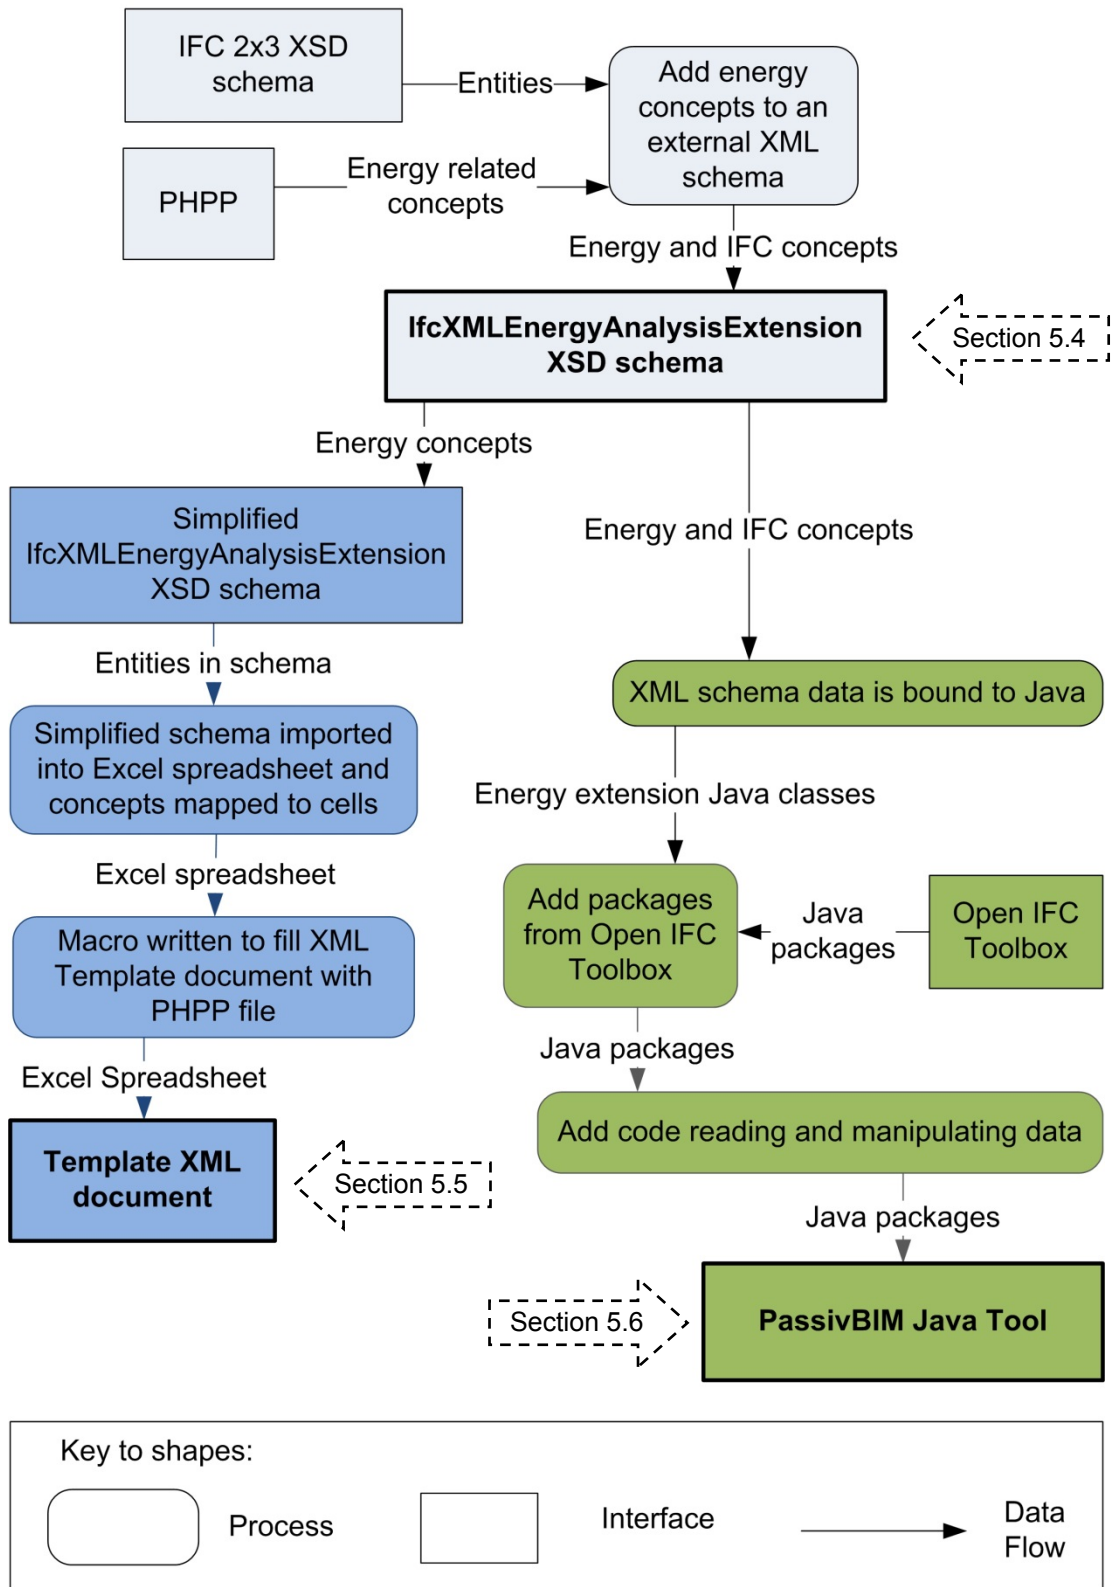 IFC 2x3 XSD
schema
Entities
Add energy
concepts to an
external XML
schema
PHPP
Energy related
concepts
Energy and IFC concepts
IfcXMLEnergyAnalysisExtension
XSD schema
Section 5.4
Energy concepts
Simplified
IfcXMLEnergyAnalysisExtension
XSD schema
Energy and IFC concepts
Entities in schema
XML schema data is bound to Java
Simplified schema imported
into Excel spreadsheet and
concepts mapped to cells
Energy extension Java classes
Excel spreadsheet
Add packages
from Open IFC
Toolbox
Java
packages
Open IFC
Toolbox
Macro written to fill XML
Template document with
PHPP file
Java packages
Excel Spreadsheet
Add code reading and manipulating data
Template XML
document
Section 5.5
Java packages
Section 5.6
PassivBIM Java Tool
Key to shapes:
Process
Interface
Data
Flow